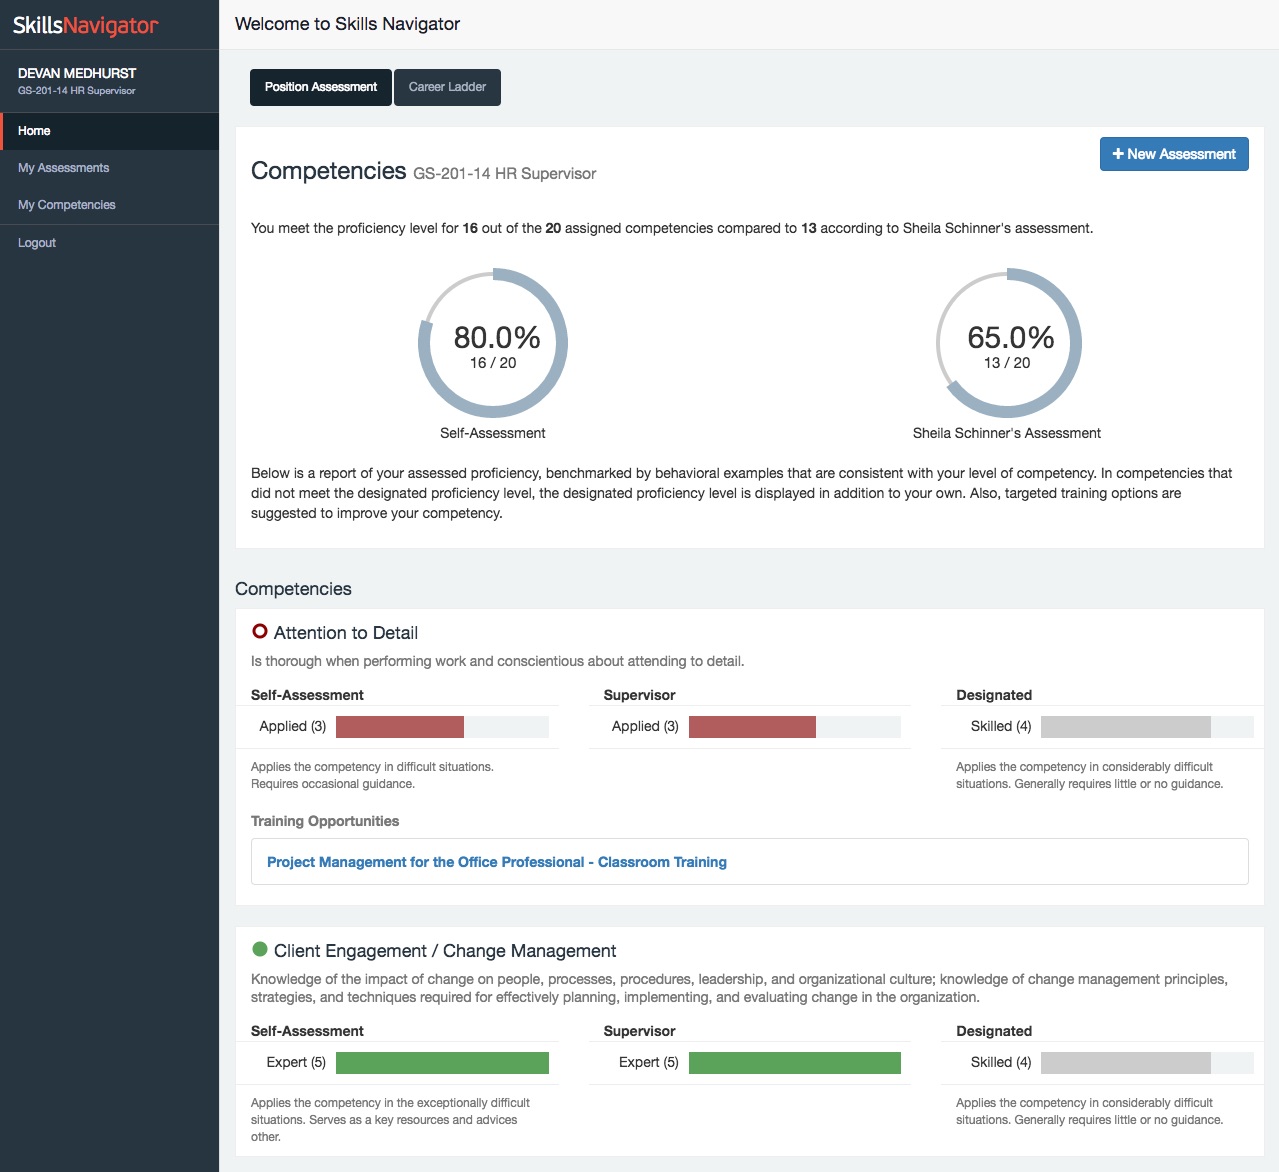 SkillsNavigator
Welcome to Skills Navigator
DEVAN MEDHURST
GS-201-14 HR Supervisor
Home
My Assessments
My Competencies
Logout
Position Assessment
Career Ladder
New Assessment
Competencies GS-201-14 HR Supervisor
You meet the proficiency level for 16 out of the 20 assigned competencies compared to 13 according to Sheila Schinner's assessment.
80.0%
16 / 20
Self-Assessment
65.0%
13 / 20
Sheila Schinner's Assessment
Below is a report of your assessed proficiency, benchmarked by behavioral examples that are consistent with your level of competency. In competencies that
did not meet the designated proficiency level, the designated proficiency level is displayed in addition to your own. Also, targeted training options are
suggested to improve your competency.
Competencies
Attention to Detail
Is thorough when performing work and conscientious about attending to detail.
Self-Assessment
Applied (3)
Applies the competency in difficult situations.
Requires occasional guidance.
Supervisor
Applied (3)
Designated
Skilled (4)
Applies the competency in considerably difficult
situations. Generally requires little or no guidance.
Training Opportunities
Project Management for the Office Professional - Classroom Training
Client Engagement / Change Management
Knowledge of the impact of change on people, processes, procedures, leadership, and organizational culture; knowledge of change management principles,
strategies, and techniques required for effectively planning, implementing, and evaluating change in the organization.
Self-Assessment
Expert (5)
Applies the competency in the exceptionally difficult
situations. Serves as a key resources and advices
other.
Supervisor
Expert (5)
Designated
Skilled (4)
Applies the competency in considerably difficult
situations. Generally requires little or no guidance.